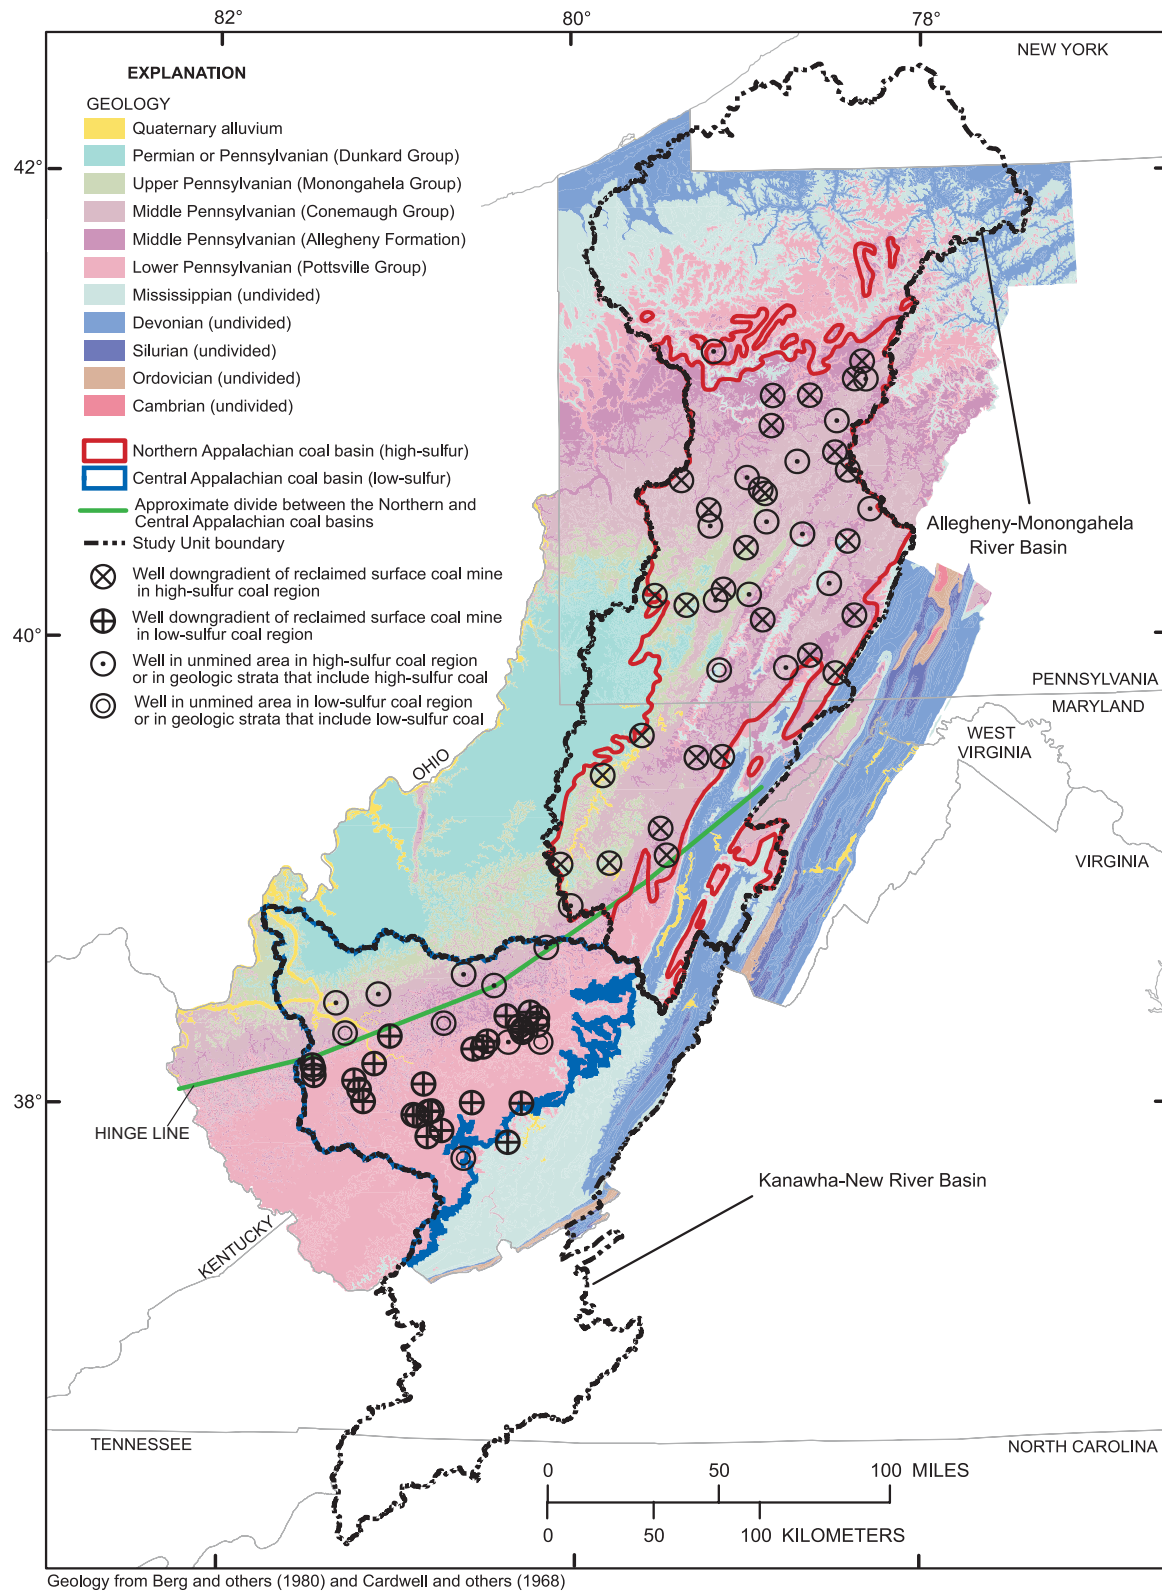 82°
80°
78°
NEW YORK
EXPLANATION
GEOLOGY
Quaternary alluvium
Permian or Pennsylvanian (Dunkard Group)
Upper Pennsylvanian (Monongahela Group)
Middle Pennsylvanian (Conemaugh Group)
Middle Pennsylvanian (Allegheny Formation)
Lower Pennsylvanian (Pottsville Group)
Mississippian (undivided)
Devonian (undivided)
Silurian (undivided)
Ordovician (undivided)
Cambrian (undivided)
Northern Appalachian coal basin (high-sulfur)
Central Appalachian coal basin (low-sulfur)
Approximate divide between the Northern and
Central Appalachian coal basins
Study Unit boundary
Well downgradient of reclaimed surface coal mine
in high-sulfur coal region
Well downgradient of reclaimed surface coal mine
in low-sulfur coal region
Well in unmined area in high-sulfur coal region
or in geologic strata that include high-sulfur coal
Well in unmined area in low-sulfur coal region
or in geologic strata that include low-sulfur coal
42°
40°
38°
Allegheny-Monongahela
River Basin
PENNSYLVANIA
MARYLAND
WEST
VIRGINIA
OHIO
VIRGINIA
HINGE LINE
KENTUCKY
Kanawha-New River Basin
TENNESSEE
NORTH CAROLINA
0 50 100 MILES
0 50 100 KILOMETERS
Geology from Berg and others (1980) and Cardwell and others (1968)